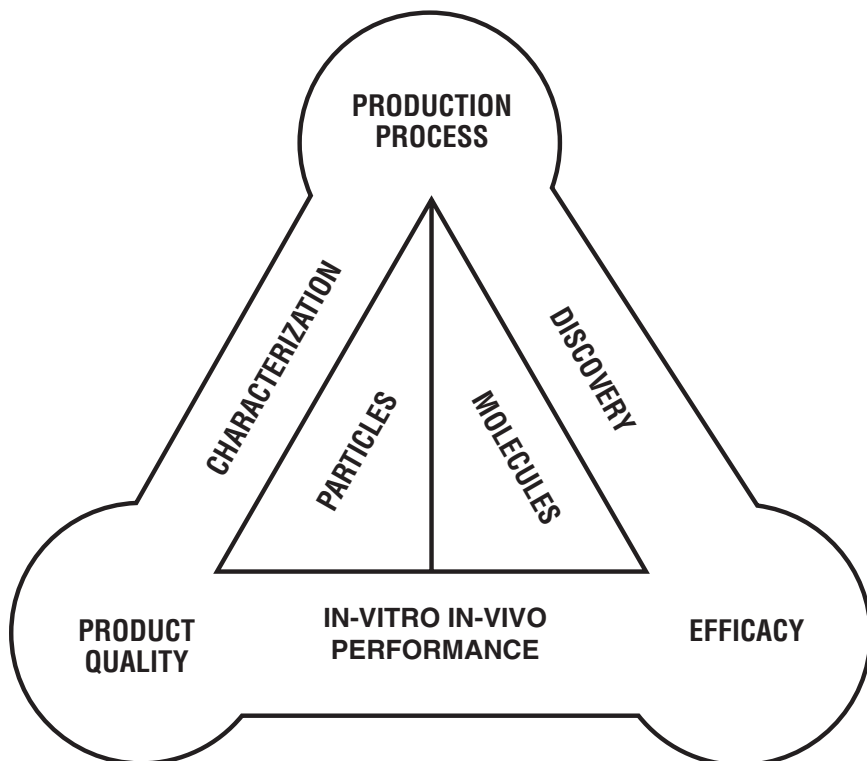 PRODUCTION
PROCESS
CHARACTERIZATION
DISCOVERY
PARTICLES
MOLECULES
PRODUCT
QUALITY
IN-VITRO IN-VIVO
PERFORMANCE
EFFICACY